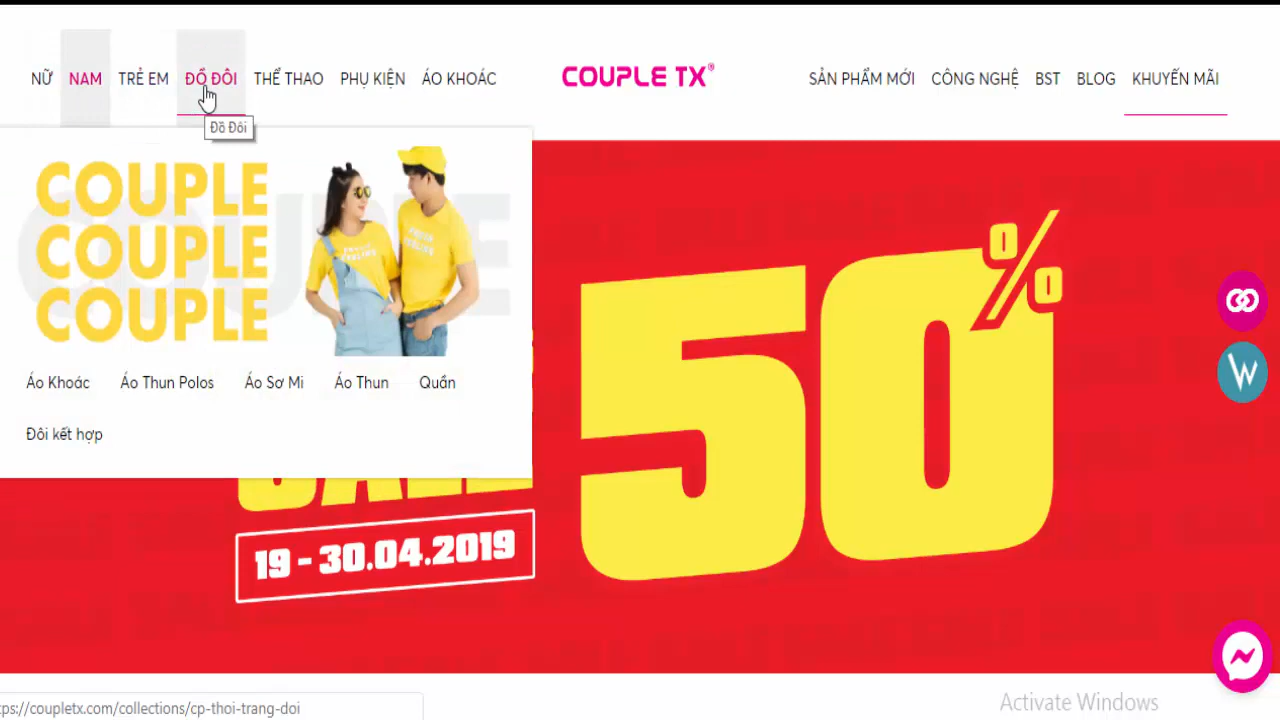 NỮ NAM TRẺ EM ĐỒ ĐÔI THỂ THAO PHỤ KIỆN ÁO KHOÁC COUPLE TX® SẢN PHẨM MỚI CÔNG NGHỆ BST BLOG KHUYẾN MÃI
Đồ Đôi
COUPLE
COUPLE
COUPLE
Áo Khoác Áo Thun Polos Áo Sơ Mi Áo Thun Quần
Đôi kết hợp
50%
19 - 30.04.2019
W
tps://coupletx.com/collections/cp-thoi-trang-doi
Activate Windows